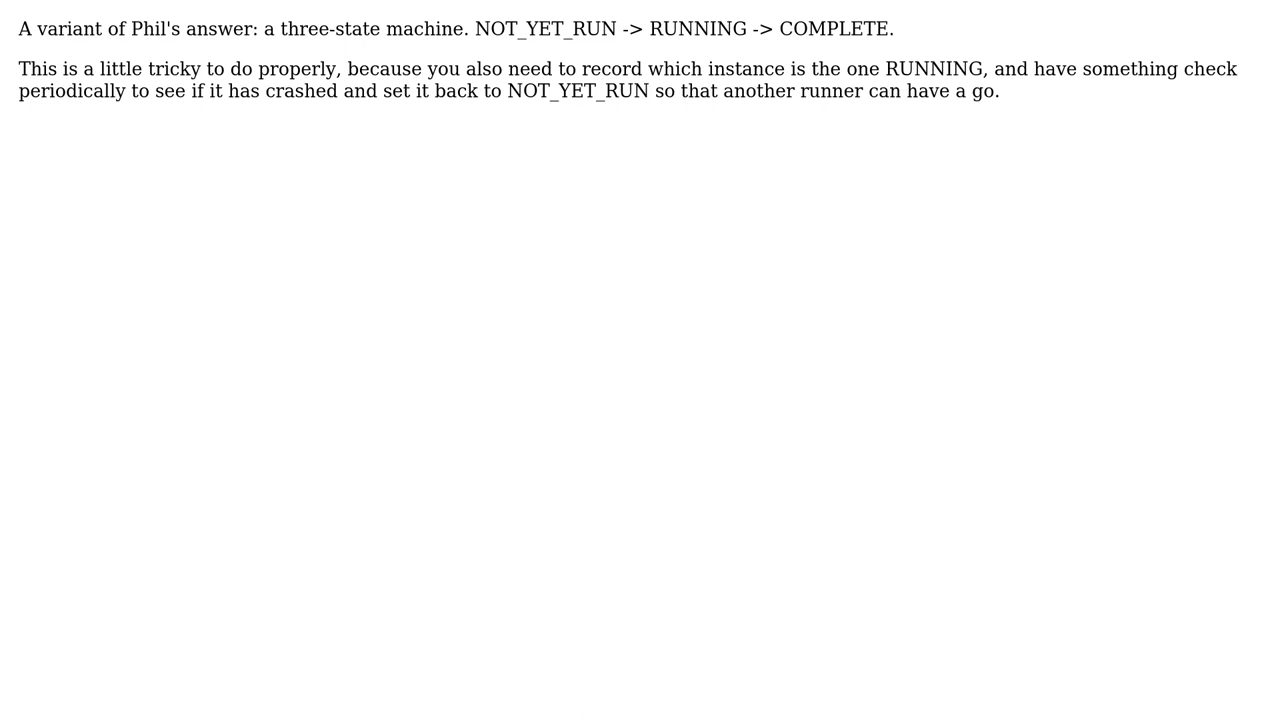 A variant of Phil's answer: a three-state machine. NOT_YET_RUN -> RUNNING -> COMPLETE.
This is a little tricky to do properly, because you also need to record which instance is the one RUNNING, and have something check
periodically to see if it has crashed and set it back to NOT_YET_RUN so that another runner can have a go.